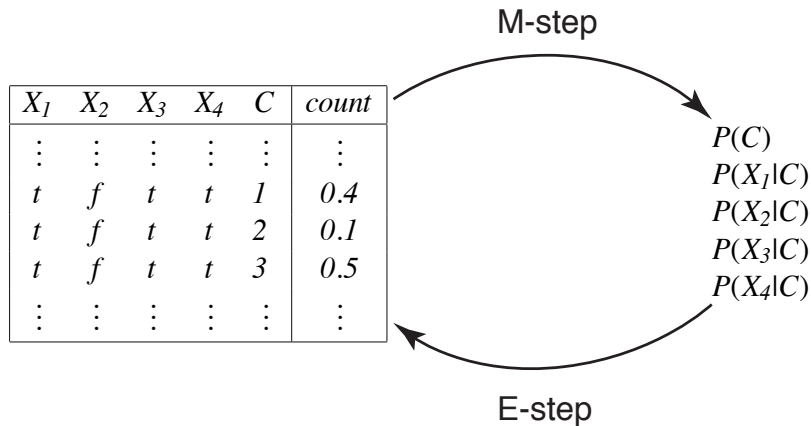 M-step
X1 X2 X3 X4 C count
⋮ ⋮ ⋮ ⋮ ⋮ ⋮
t f t t 1 0.4
t f t t 2 0.1
t f t t 3 0.5
⋮ ⋮ ⋮ ⋮ ⋮ ⋮
P(C)
P(X1|C)
P(X2|C)
P(X3|C)
P(X4|C)
E-step